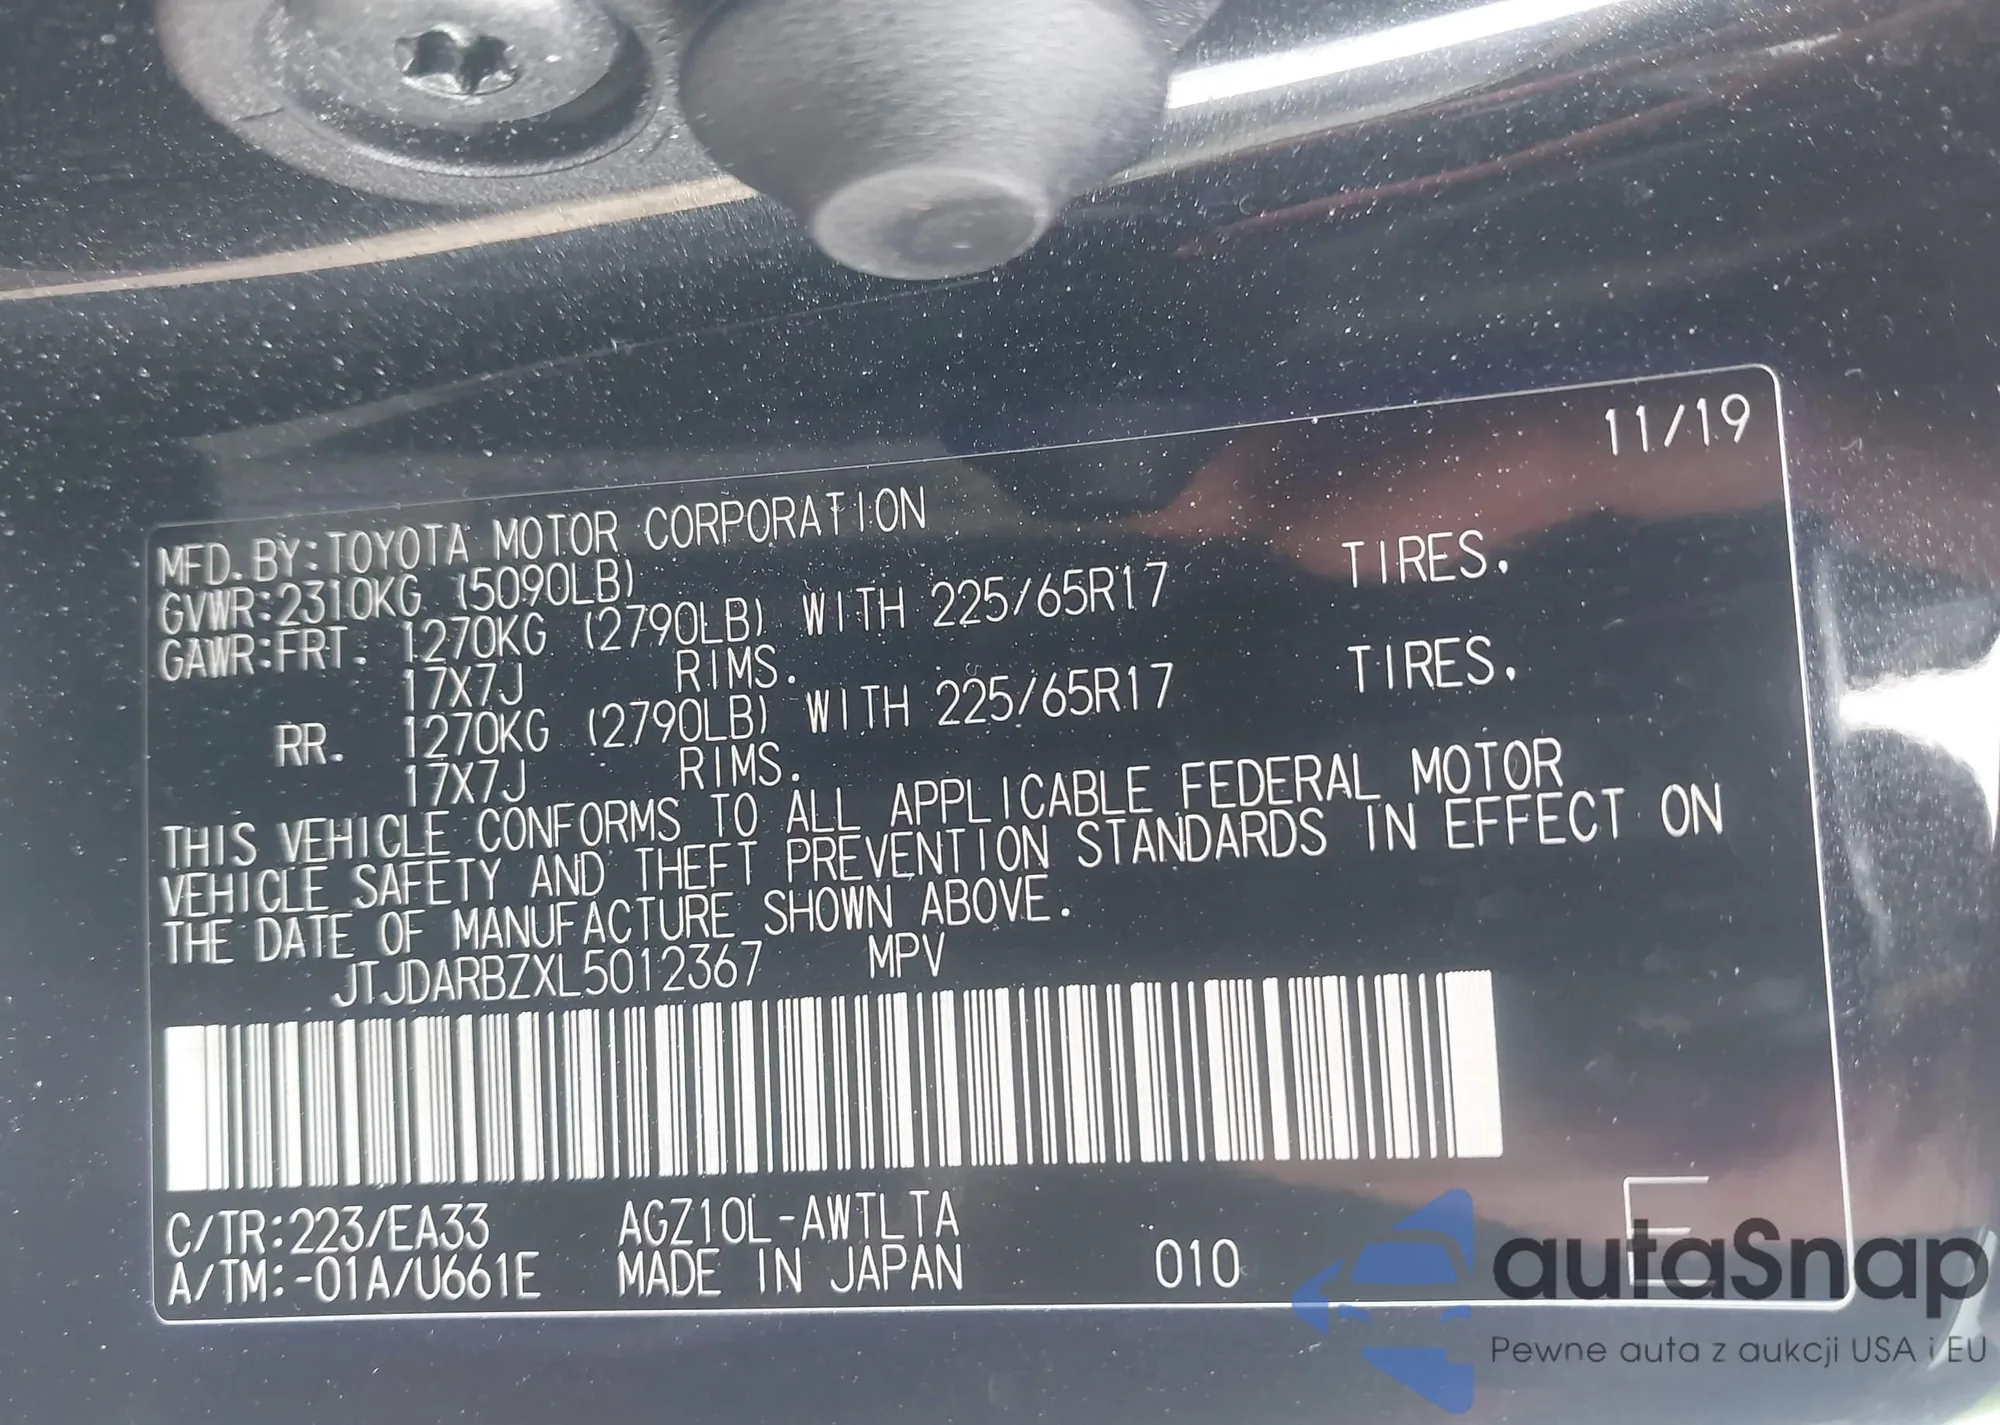 11/19
MFD. BY:TOYOTA MOTOR CORPORATION
GVWR:2310KG (5090LB)
GAWR:FRT. 1270KG (2790LB) WITH 225/65R17 TIRES.
17X7J RIMS.
RR. 1270KG (2790LB) WITH 225/65R17 TIRES.
17X7J RIMS.
THIS VEHICLE CONFORMS TO ALL APPLICABLE FEDERAL MOTOR
VEHICLE SAFETY AND THEFT PREVENTION STANDARDS IN EFFECT ON
THE DATE OF MANUFACTURE SHOWN ABOVE.
JTJDARBZXL5012367 MPV
C/TR:223/EA33 AGZ10L-AWTLTA
A/TM:-01A/U661E MADE IN JAPAN 010 E
autaSnap
Pewne auta z aukcji USA i EU